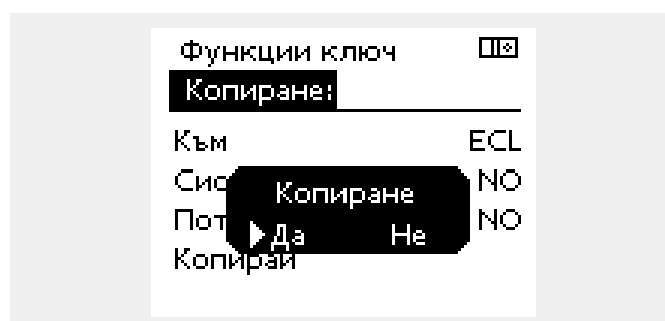 Функции ключ
Копиране:
Към ECL
NO
Копиране
NO
Да Не
Копирай